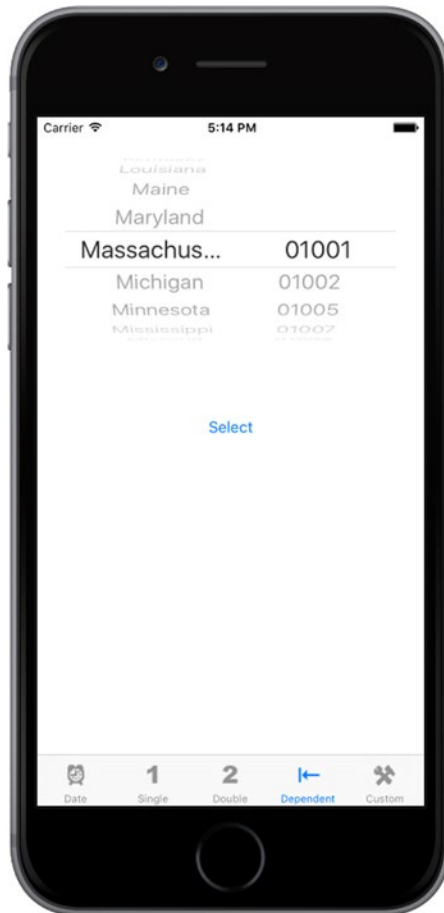 Carrier 5:14 PM
Louisiana
Maine
Maryland
Massachus... 01001
Michigan 01002
Minnesota 01005
Mississippi 01007
Select
1 2
Date Single Double Dependent Custom